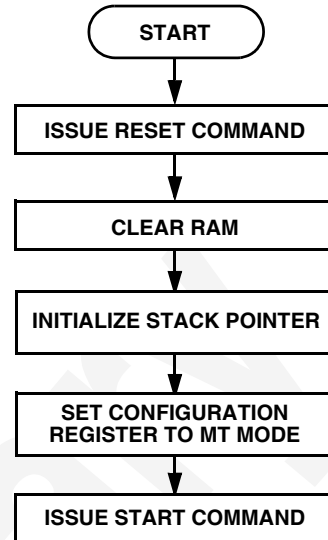 START
ISSUE RESET COMMAND
CLEAR RAM
INITIALIZE STACK POINTER
SET CONFIGURATION
REGISTER TO MT MODE
ISSUE START COMMAND